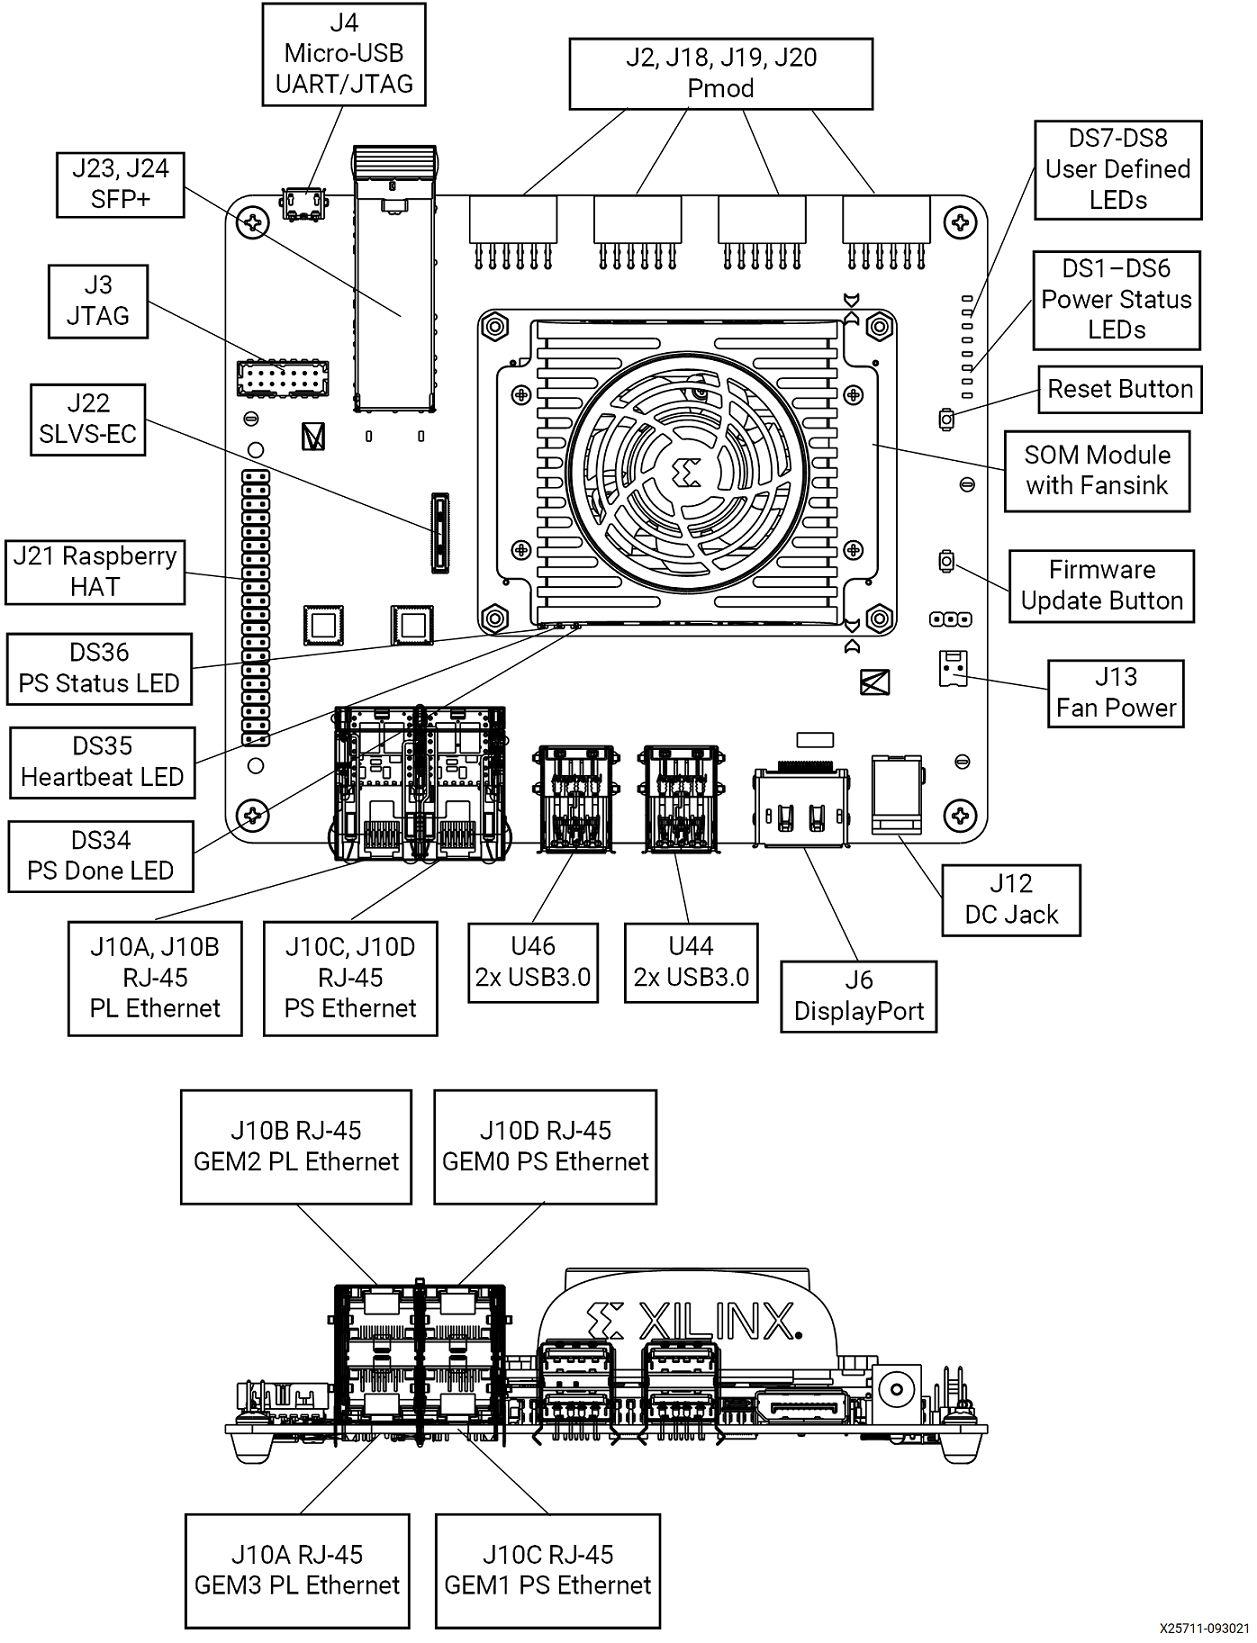 J4
Micro-USB
UART/JTAG
J2, J18, J19, J20
Pmod
J23, J24
SFP+
DS7-DS8
User Defined
LEDs
J3
JTAG
DS1–DS6
Power Status
LEDs
J22
SLVS-EC
Reset Button
SOM Module
with Fansink
J21 Raspberry
HAT
Firmware
Update Button
DS36
PS Status LED
J13
Fan Power
DS35
Heartbeat LED
DS34
PS Done LED
J12
DC Jack
J10A, J10B
RJ-45
PL Ethernet
J10C, J10D
RJ-45
PS Ethernet
U46
2x USB3.0
U44
2x USB3.0
J6
DisplayPort
J10B RJ-45
GEM2 PL Ethernet
J10D RJ-45
GEM0 PS Ethernet
XILINX.
J10A RJ-45
GEM3 PL Ethernet
J10C RJ-45
GEM1 PS Ethernet
X25711-093021